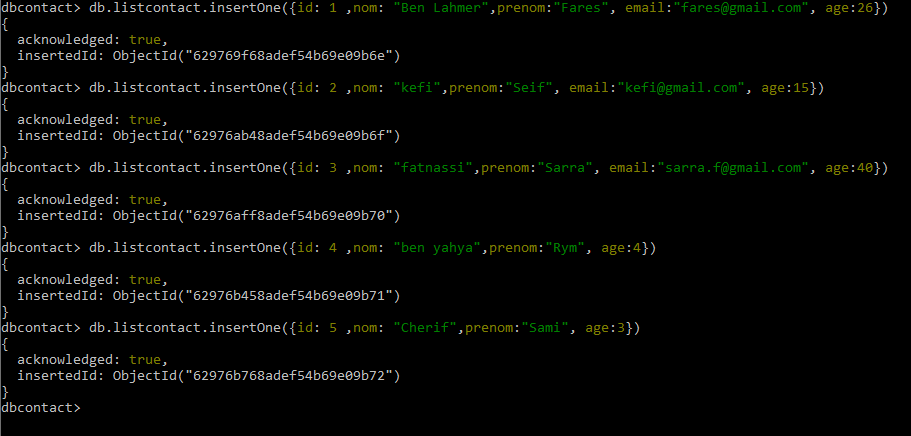 dbcontact> db.listcontact.insertOne({id: 1 ,nom: "Ben Lahmer",prenom:"Fares", email:"fares@gmail.com", age:26})
{
  acknowledged: true,
  insertedId: ObjectId("629769f68adef54b69e09b6e")
}
dbcontact> db.listcontact.insertOne({id: 2 ,nom: "kefi",prenom:"Seif", email:"kefi@gmail.com", age:15})
{
  acknowledged: true,
  insertedId: ObjectId("62976ab48adef54b69e09b6f")
}
dbcontact> db.listcontact.insertOne({id: 3 ,nom: "fatnassi",prenom:"Sarra", email:"sarra.f@gmail.com", age:40})
{
  acknowledged: true,
  insertedId: ObjectId("62976aff8adef54b69e09b70")
}
dbcontact> db.listcontact.insertOne({id: 4 ,nom: "ben yahya",prenom:"Rym", age:4})
{
  acknowledged: true,
  insertedId: ObjectId("62976b458adef54b69e09b71")
}
dbcontact> db.listcontact.insertOne({id: 5 ,nom: "Cherif",prenom:"Sami", age:3})
{
  acknowledged: true,
  insertedId: ObjectId("62976b768adef54b69e09b72")
}
dbcontact>